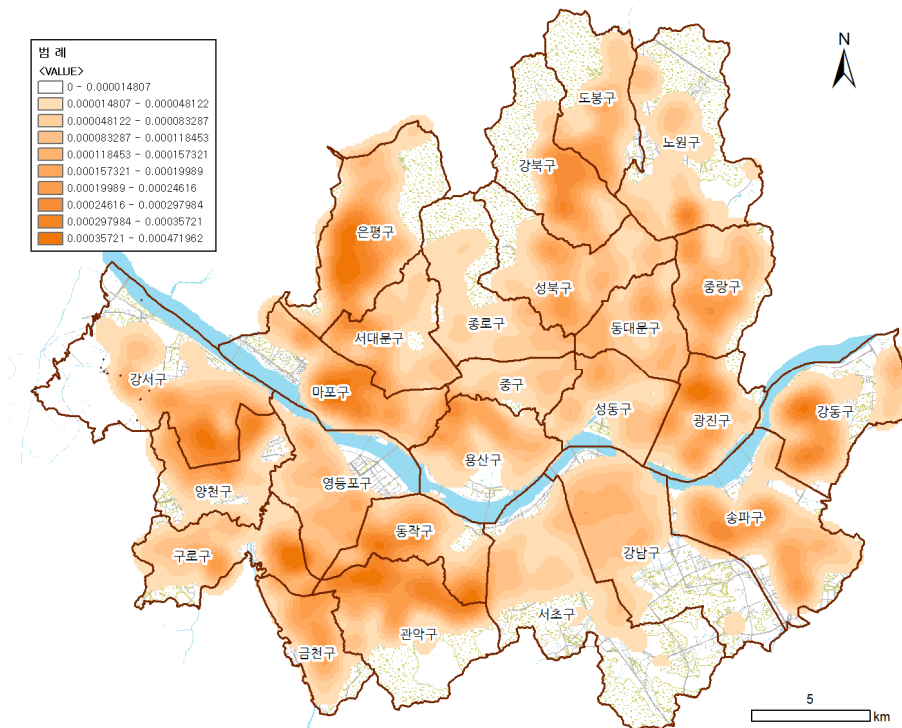 범 례
<VALUE>
0 - 0.000014807
0.000014807 - 0.000048122
0.000048122 - 0.000083287
0.000083287 - 0.000118453
0.000118453 - 0.000157321
0.000157321 - 0.00019989
0.00019989 - 0.00024616
0.00024616 - 0.000297984
0.000297984 - 0.00035721
0.00035721 - 0.000471962
N
도봉구
노원구
강북구
은평구
성북구
중랑구
서대문구
종로구
동대문구
강서구
마포구
중구
성동구
광진구
강동구
용산구
양천구
영등포구
송파구
동작구
구로구
강남구
서초구
관악구
금천구
5
km